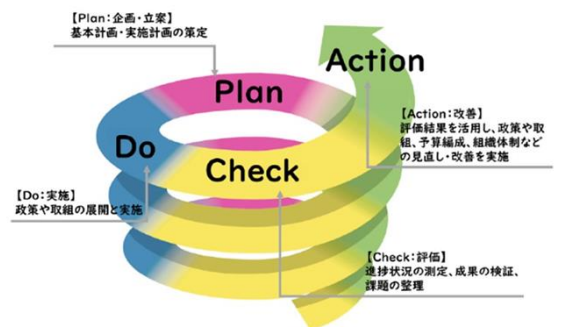 【Plan:企画・立案】
基本計画・実施計画の策定
Action
Plan
【Action:改善】
評価結果を活用し、政策や取
組、予算編成、組織体制など
の見直し・改善を実施
Do
Check
【Do:実施】
政策や取組の展開と実施
【Check:評価】
進捗状況の測定、成果の検証、
課題の整理